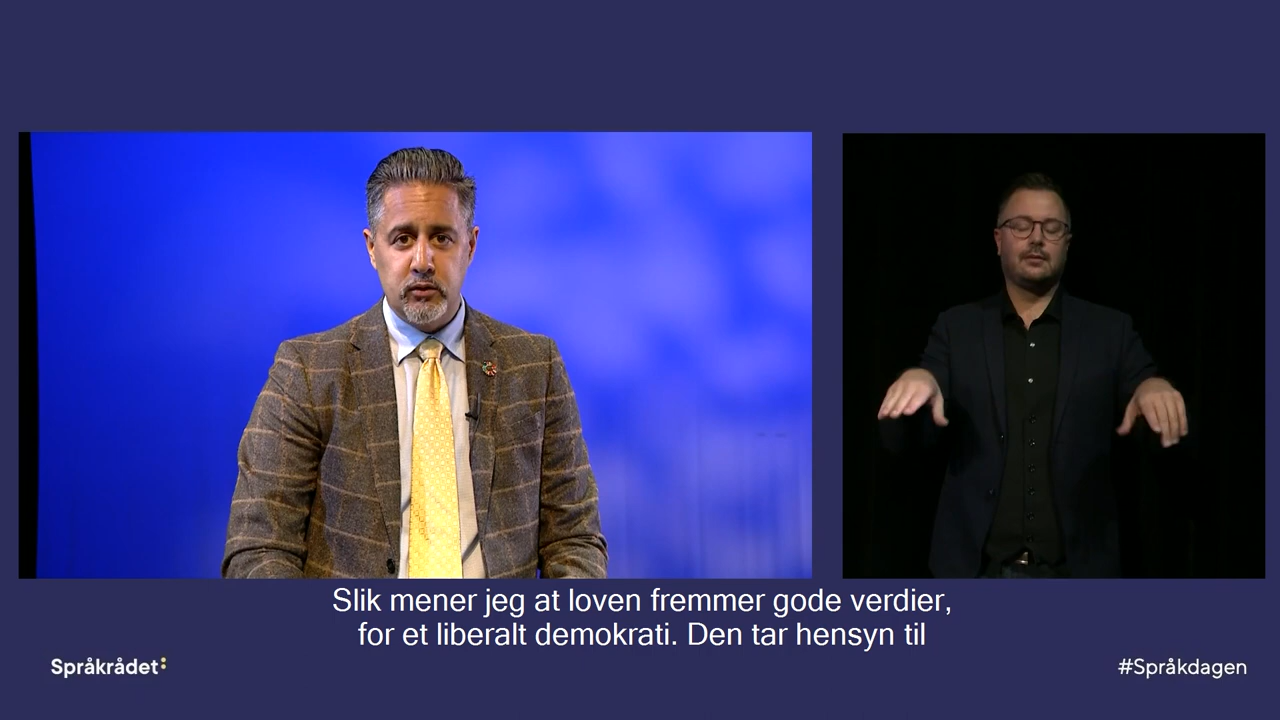 Slik mener jeg at loven fremmer gode verdier,
for et liberalt demokrati. Den tar hensyn til
Språkrådet:
#Språkdagen